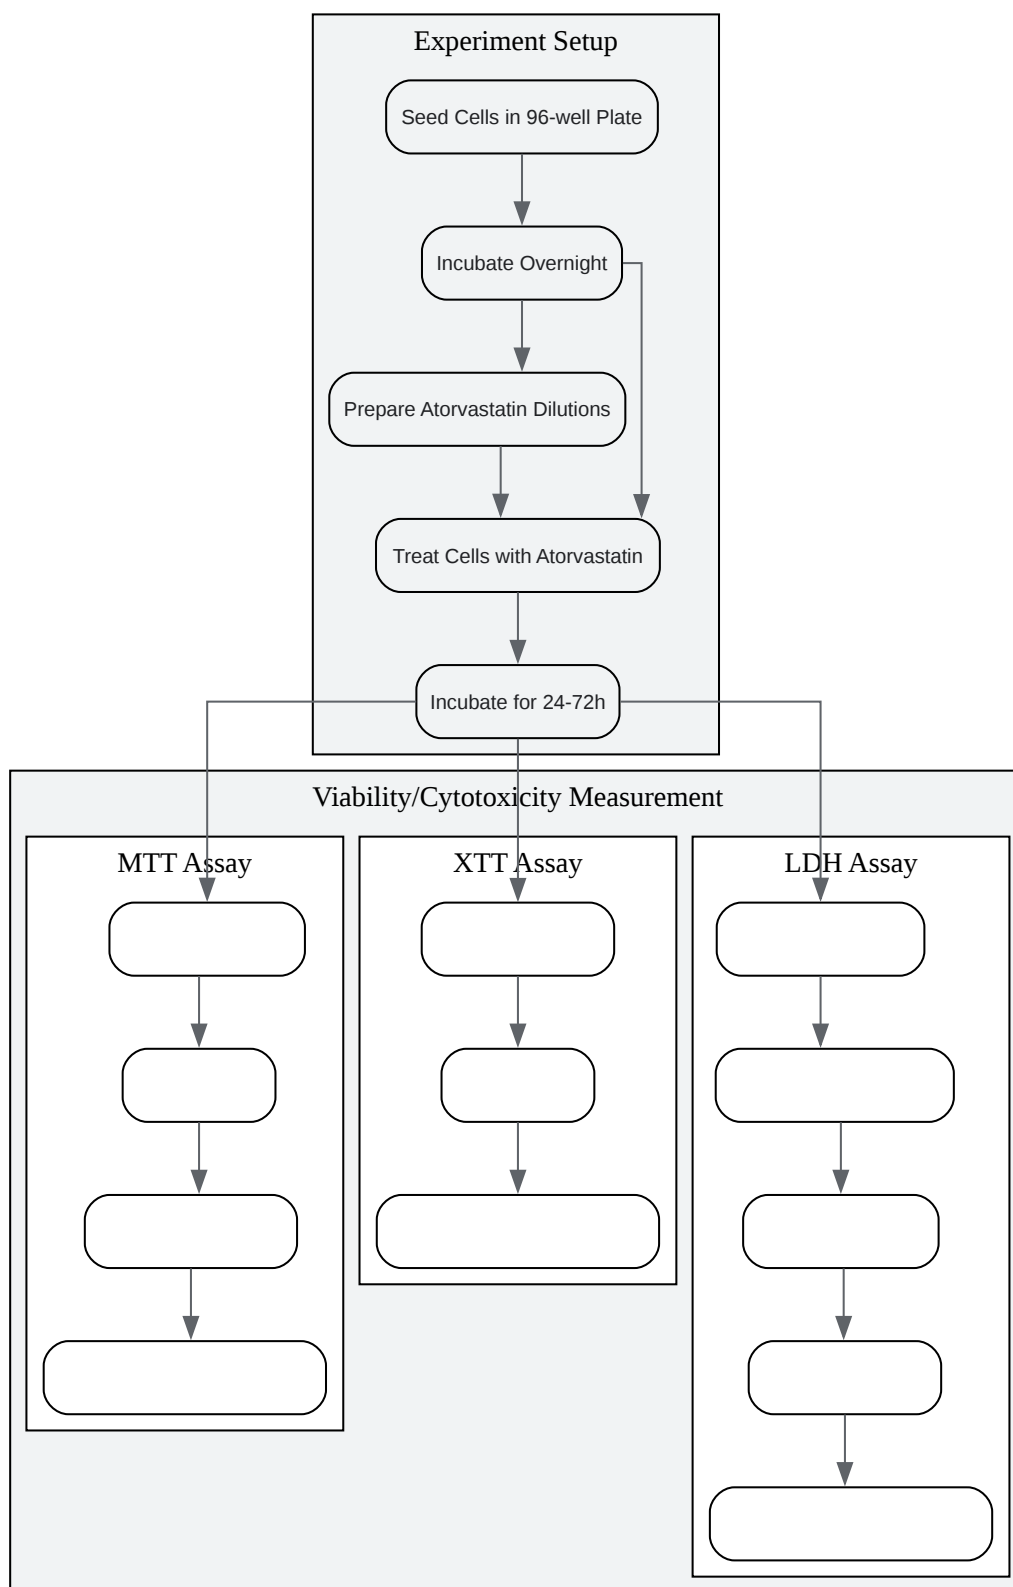 Experiment Setup
Seed Cells in 96-well Plate
Incubate Overnight
Prepare Atorvastatin Dilutions
Treat Cells with Atorvastatin
Incubate for 24-72h
Viability/Cytotoxicity Measurement
MTT Assay
XTT Assay
LDH Assay